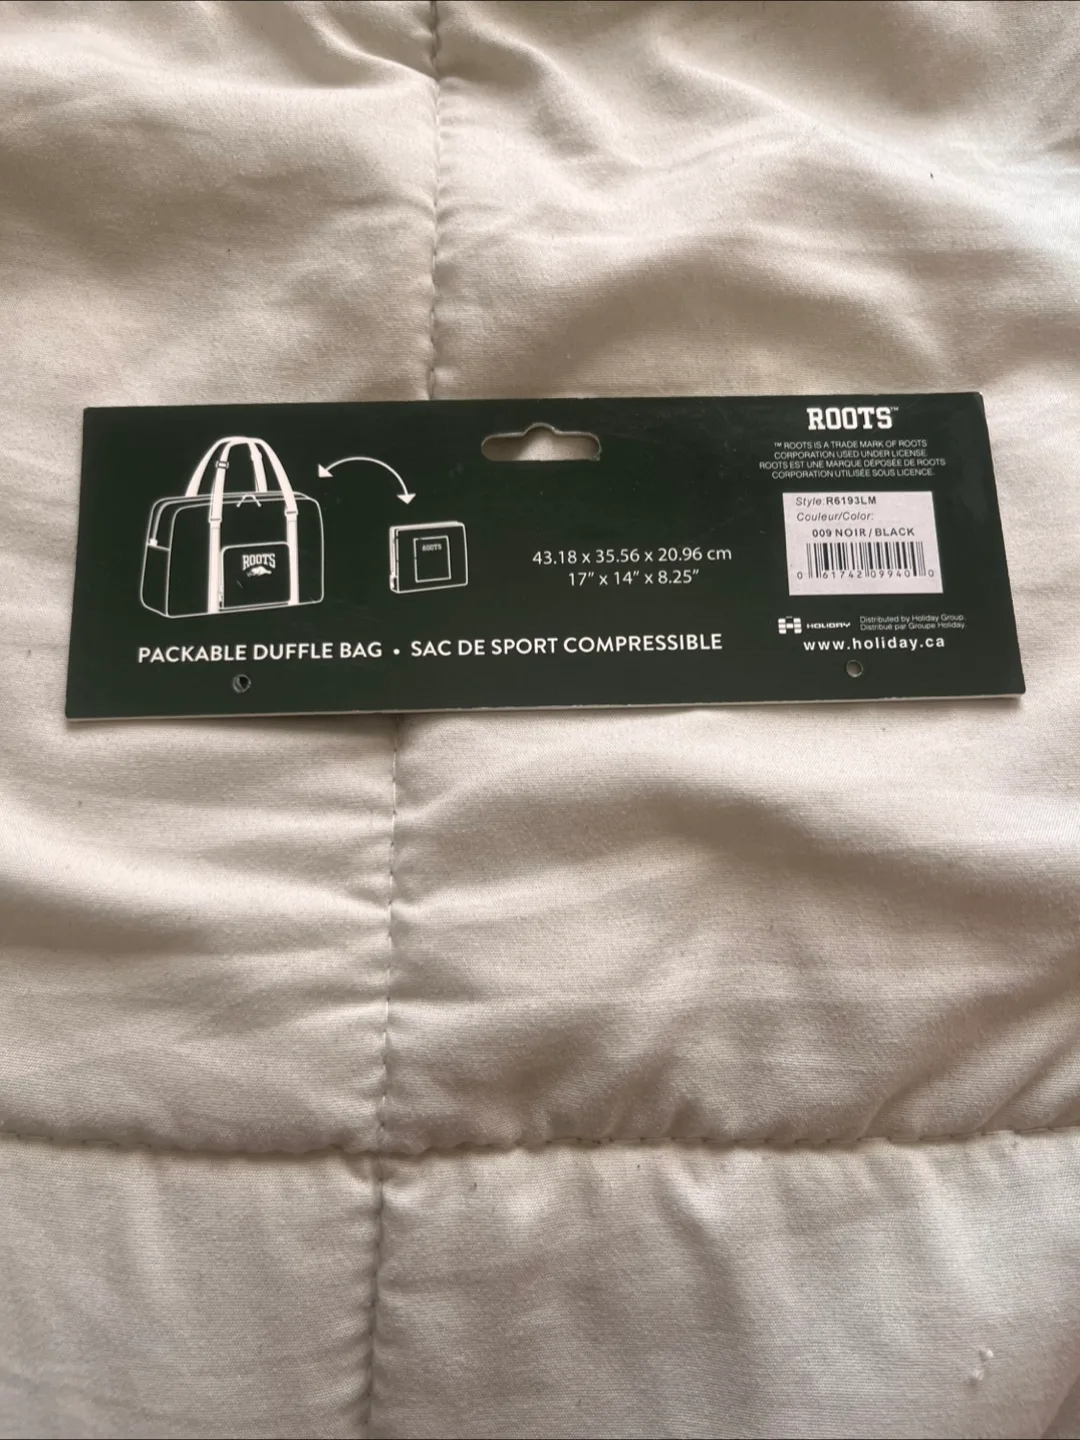 ROOTS™
™ ROOTS IS A TRADE MARK OF ROOTS
CORPORATION USED UNDER LICENSE.
ROOTS EST UNE MARQUE DÉPOSÉE DE ROOTS
CORPORATION UTILISÉE SOUS LICENCE.
Style:R6193LM
Couleur/Color:
009 NOIR/BLACK
0 61742 09940 0
ROOTS
ROOTS
43.18 x 35.56 x 20.96 cm
17” x 14” x 8.25”
HOLIDAY
Distributed by Holiday Group.
Distribué par Groupe Holiday.
www.holiday.ca
PACKABLE DUFFLE BAG • SAC DE SPORT COMPRESSIBLE